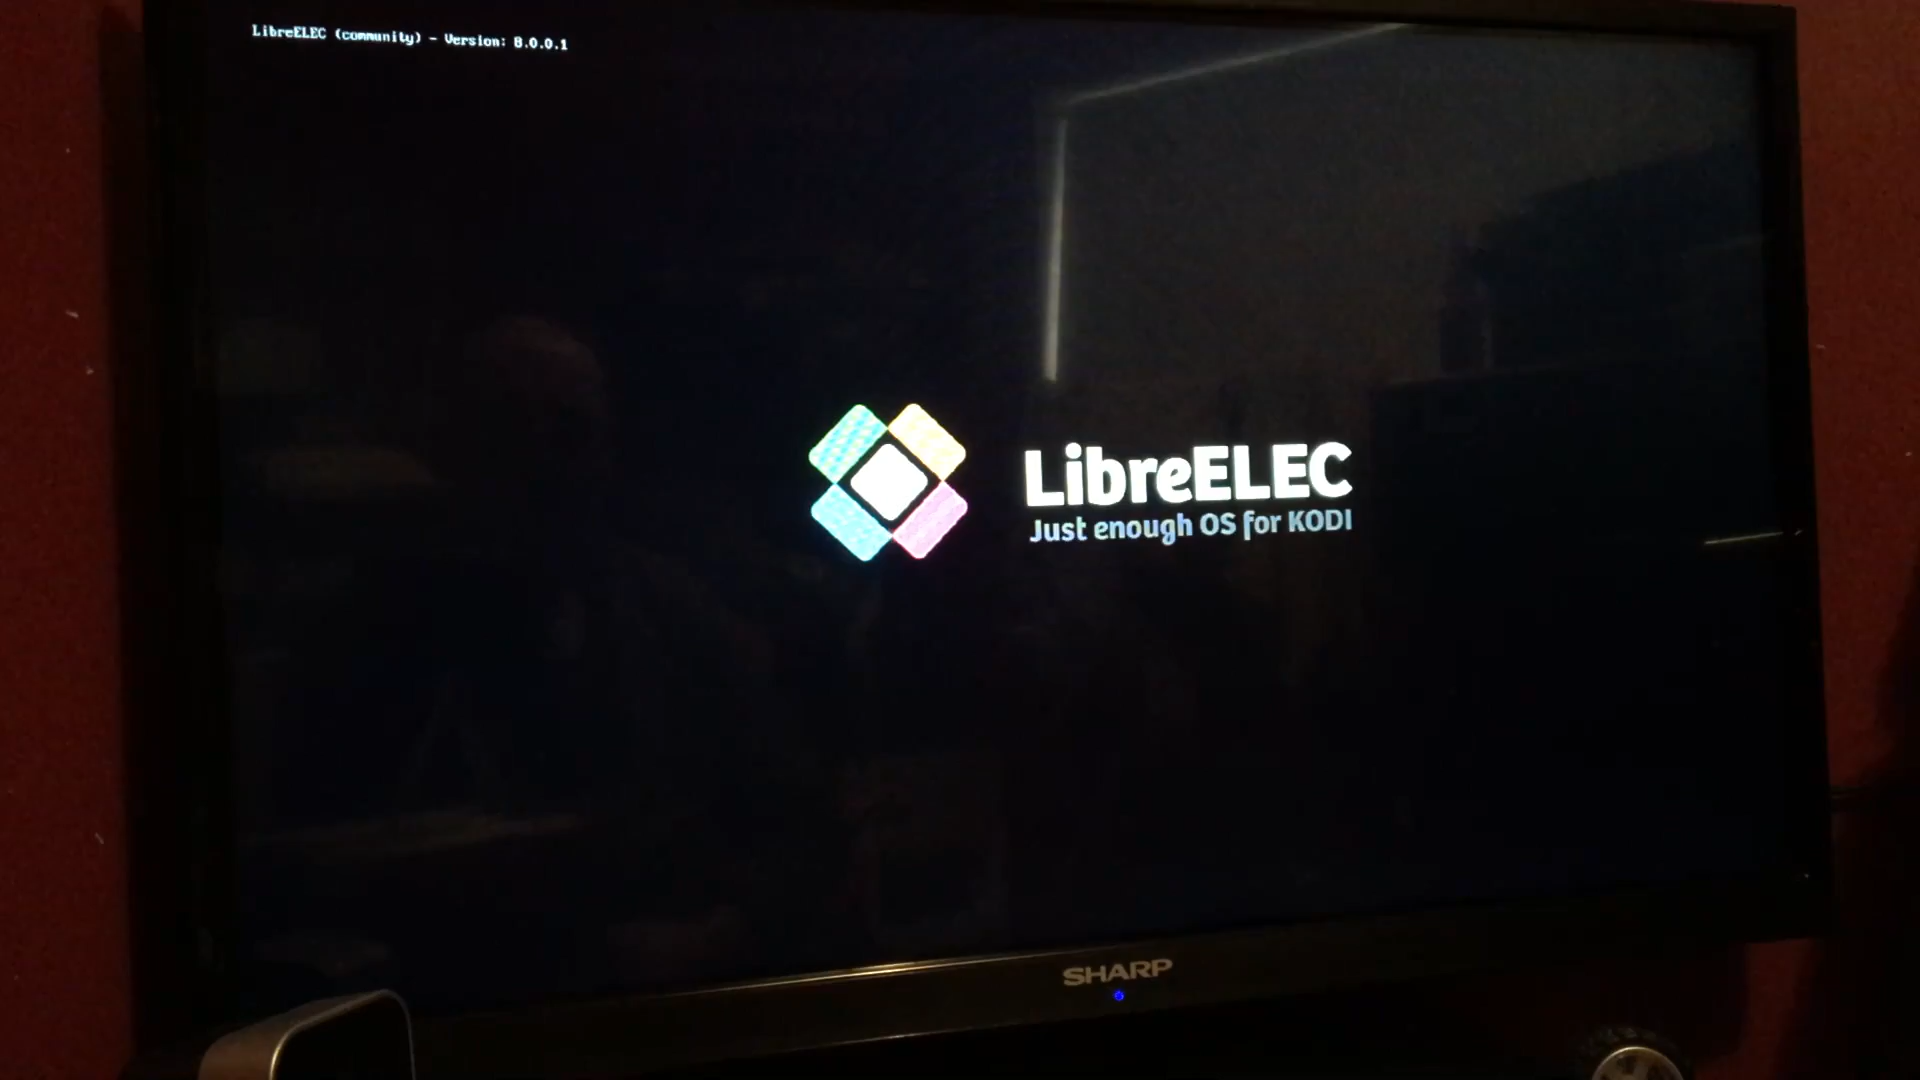 LibreELEC (community) - Version: 8.0.0.1
LibreELEC
Just enough OS for KODI
SHARP